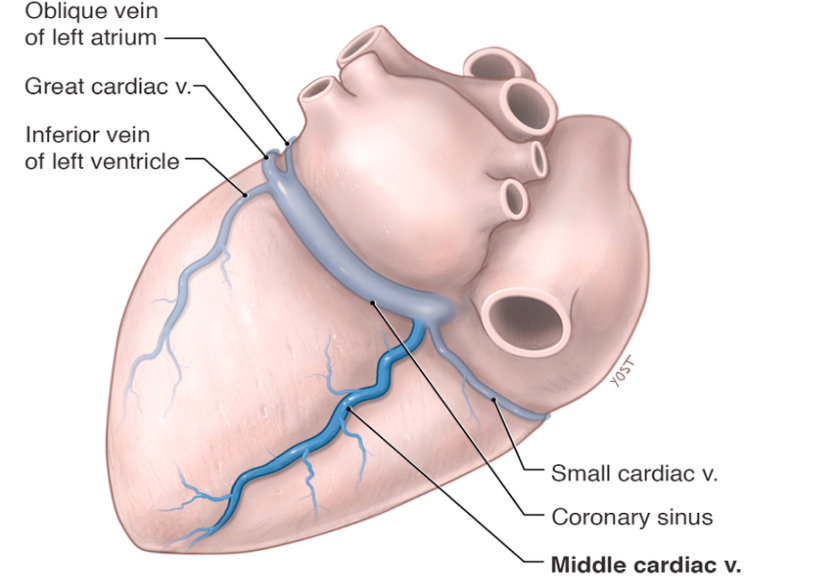 Oblique vein
of left atrium
Great cardiac v.
Inferior vein
of left ventricle
YOST
Small cardiac v.
Coronary sinus
Middle cardiac v.